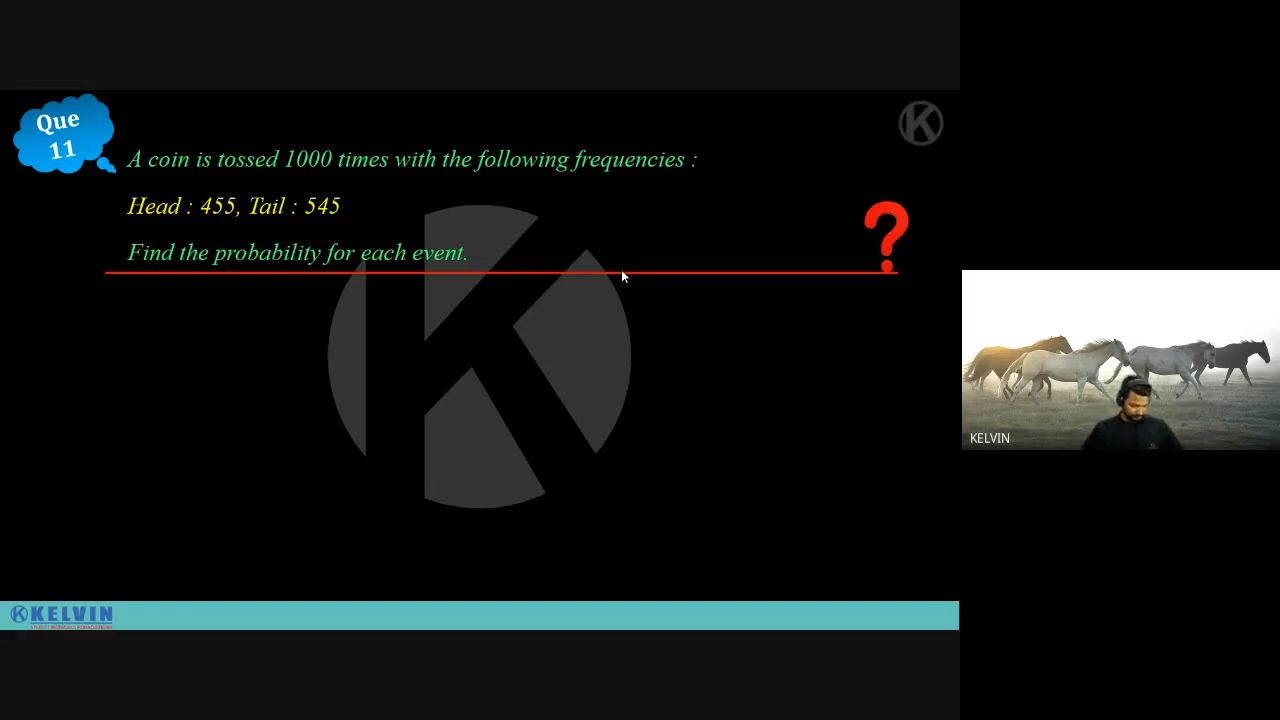 Que
11
A coin is tossed 1000 times with the following frequencies :
Head : 455, Tail : 545
Find the probability for each event.
?
K
KELVIN
KELVIN